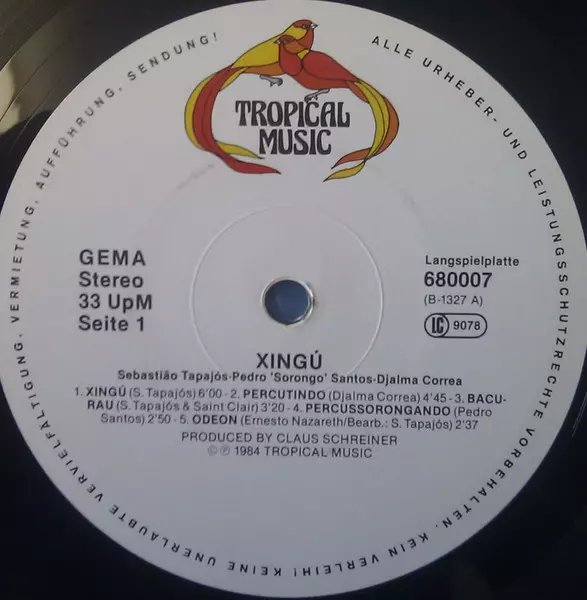 TROPICAL
MUSIC
ALLE URHEBER- UND LEISTUNGSSCHUTZRECHTE VORBEHALTEN. KEIN VERLEIH! KEINE UNERLAUBTE VERVIELFÄLTIGUNG, VERMIETUNG, AUFFÜHRUNG, SENDUNG!
GEMA
Stereo
33 UpM
Seite 1
Langspielplatte
680007
(B-1327 A)
LC 9078
XINGÚ
Sebastião Tapajós-Pedro 'Sorongo' Santos-Djalma Correa
1. XINGÚ (S. Tapajós) 6'00 - 2. PERCUTINDO (Djalma Correa) 4'45 - 3. BACU-
RAU (S. Tapajós & Saint Clair) 3'20 - 4. PERCUSSORONGANDO (Pedro
Santos) 2'50 - 5. ODEON (Ernesto Nazareth/Bearb.: S. Tapajós) 2'37
PRODUCED BY CLAUS SCHREINER
© ℗ 1984 TROPICAL MUSIC